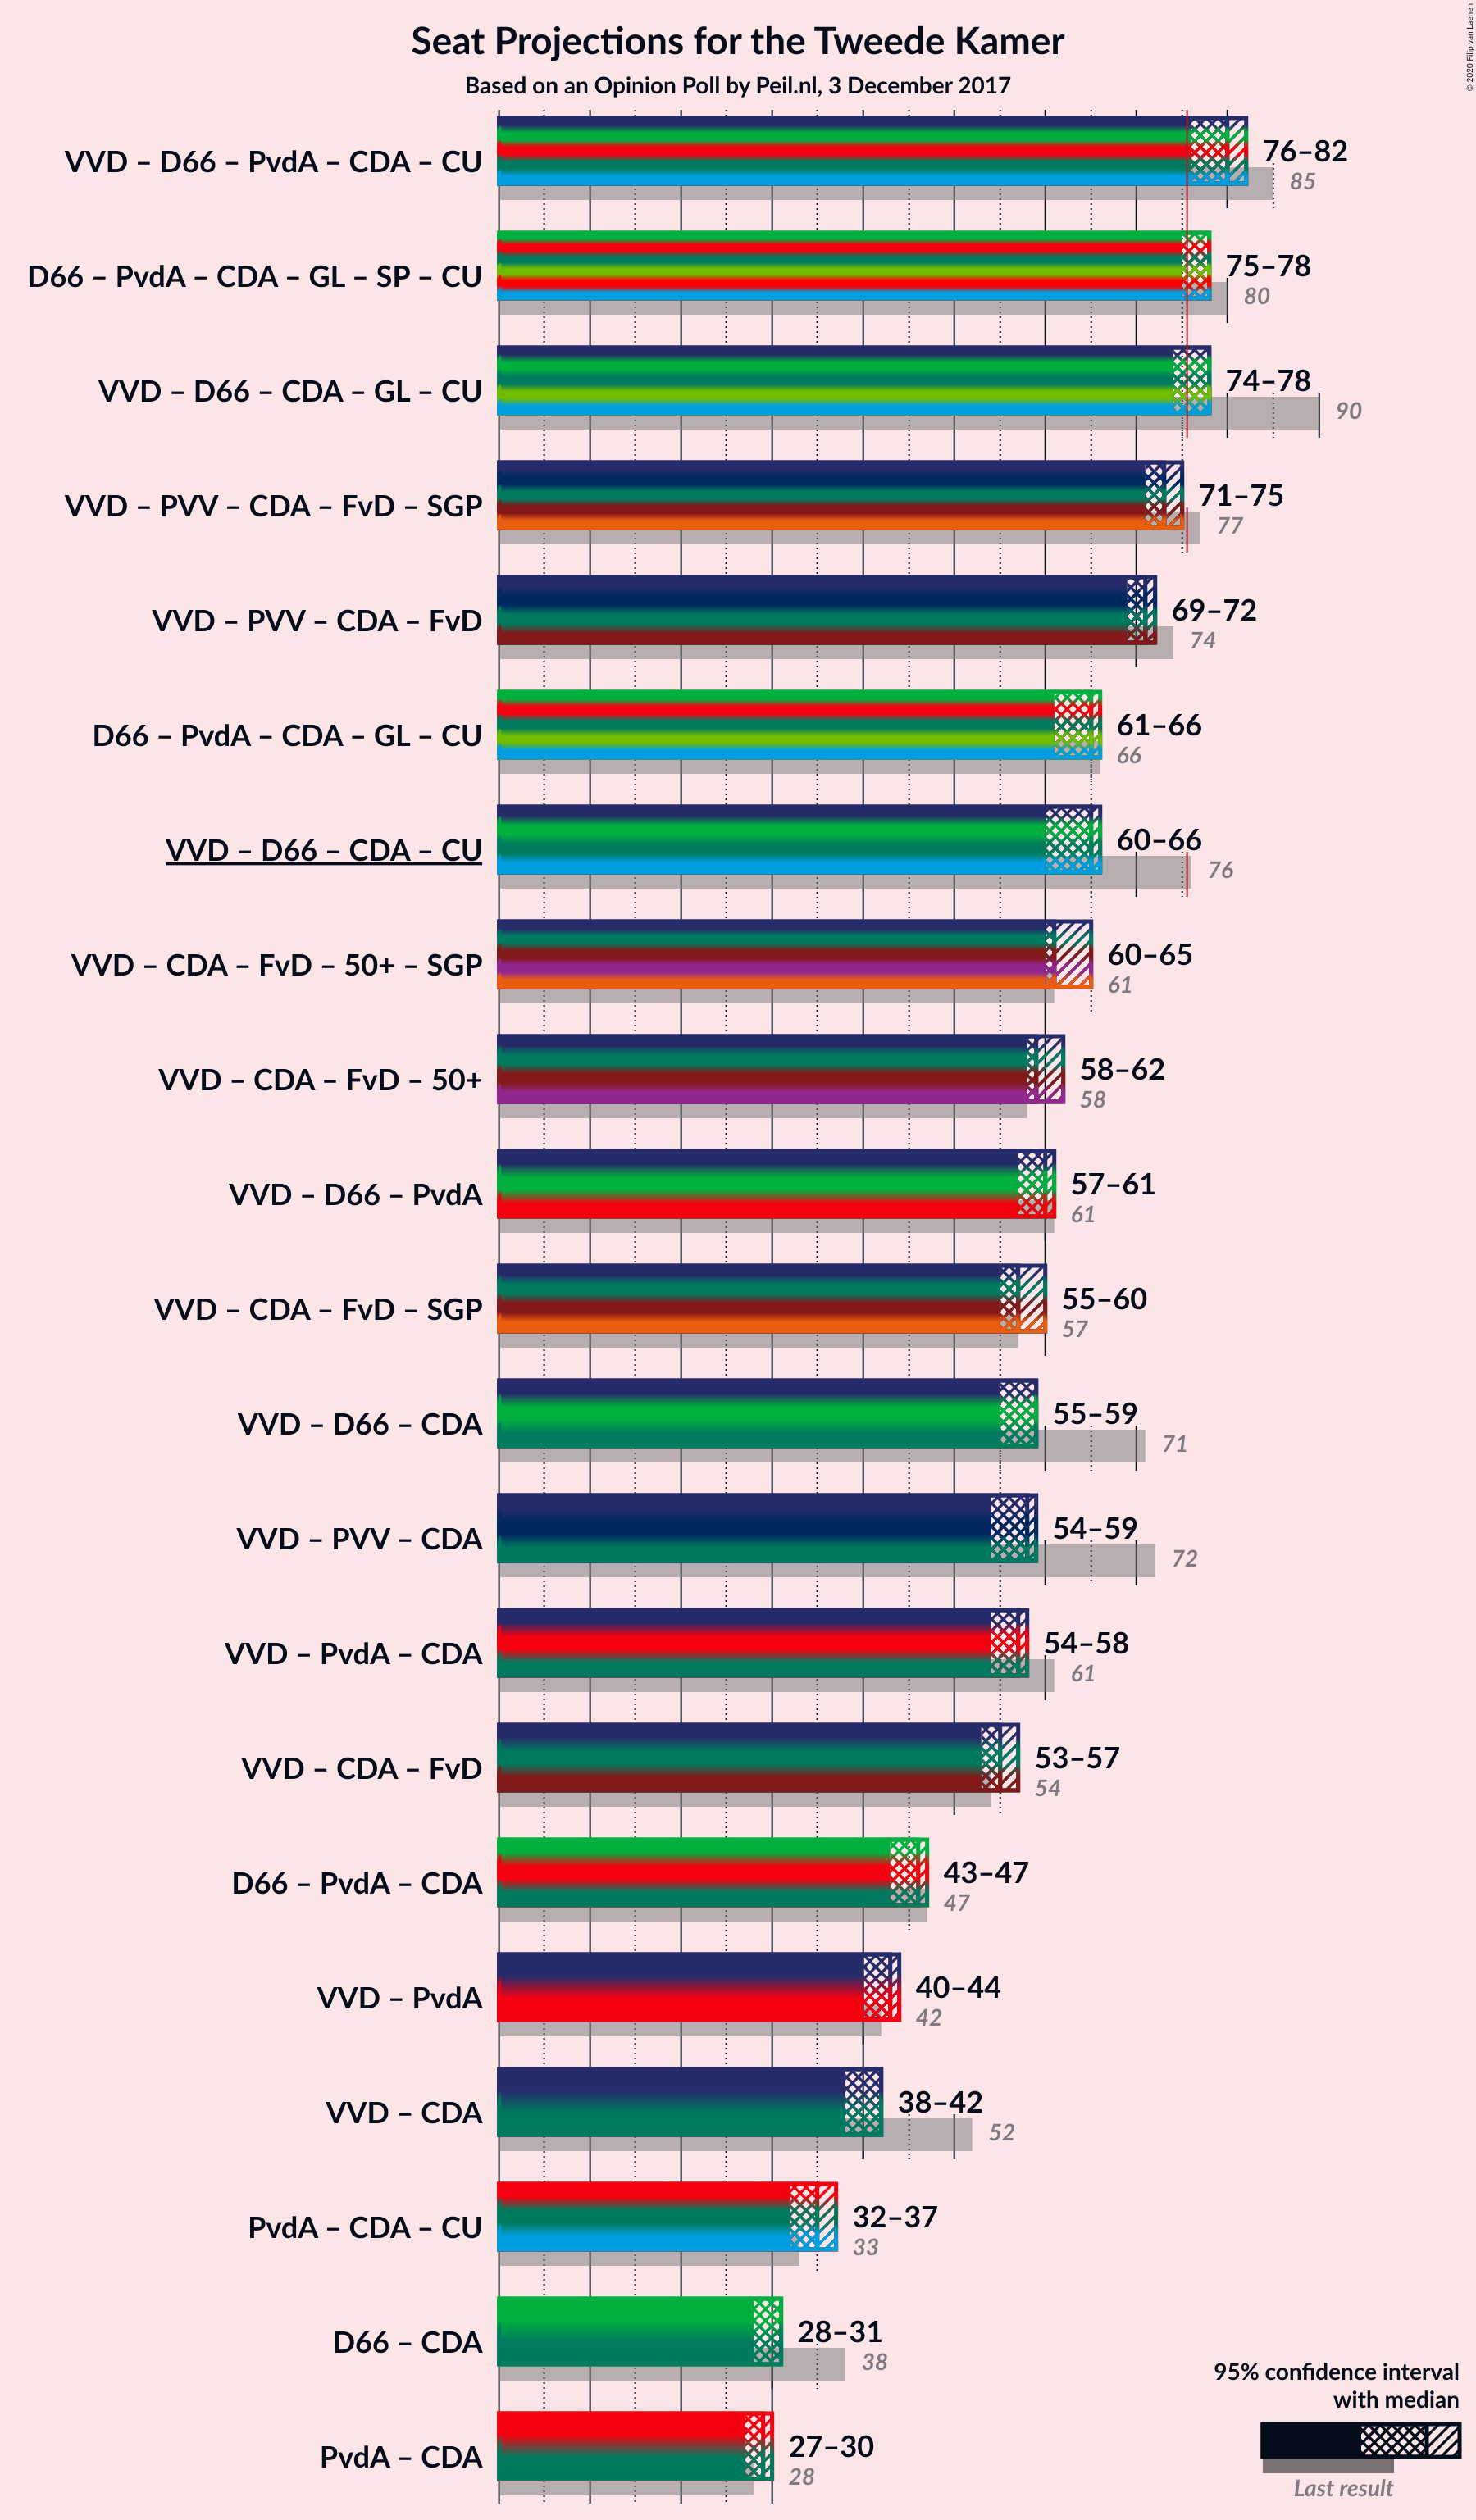 Seat Projections for the Tweede Kamer
Based on an Opinion Poll by Peil.nl, 3 December 2017
© 2020 Filip van Laenen
VVD – D66 – PvdA – CDA – CU
76–82
85
D66 – PvdA – CDA – GL – SP – CU
75–78
80
VVD – D66 – CDA – GL – CU
74–78
90
VVD – PVV – CDA – FvD – SGP
71–75
77
VVD – PVV – CDA – FvD
69–72
74
D66 – PvdA – CDA – GL – CU
61–66
66
VVD – D66 – CDA – CU
60–66
76
VVD – CDA – FvD – 50+ – SGP
60–65
61
VVD – CDA – FvD – 50+
58–62
58
VVD – D66 – PvdA
57–61
61
VVD – CDA – FvD – SGP
55–60
57
VVD – D66 – CDA
55–59
71
VVD – PVV – CDA
54–59
72
VVD – PvdA – CDA
54–58
61
VVD – CDA – FvD
53–57
54
D66 – PvdA – CDA
43–47
47
VVD – PvdA
40–44
42
VVD – CDA
38–42
52
PvdA – CDA – CU
32–37
33
D66 – CDA
28–31
38
PvdA – CDA
27–30
28
95% confidence interval
with median
Last result